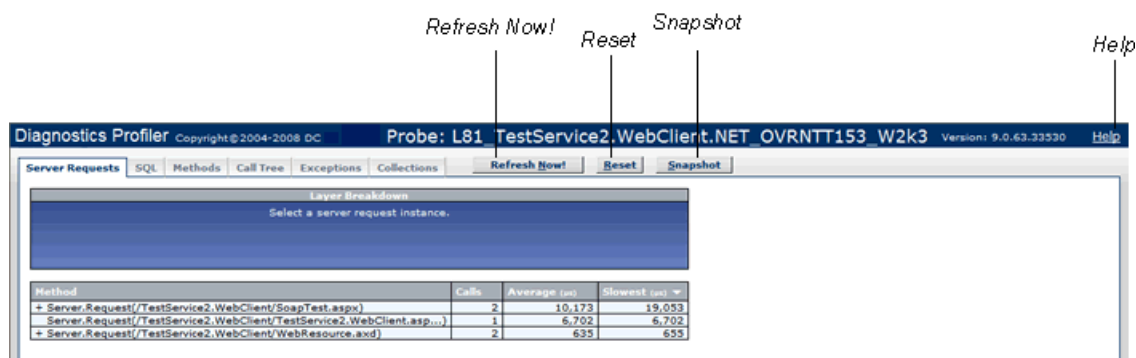 Refresh Now!
Reset
Snapshot
Help
Diagnostics Profiler Copyright©2004-2008 DC Probe: L81_TestService2.WebClient.NET_OVRNTT153_W2k3 Version: 9.0.63.33530 Help
Server Requests SQL Methods Call Tree Exceptions Collections Refresh Now! Reset Snapshot
Layer Breakdown
Select a server request instance.
Method Calls Average (µs) Slowest (µs)
+ Server.Request(/TestService2.WebClient/SoapTest.aspx) 2 10,173 19,053
Server.Request(/TestService2.WebClient/TestService2.WebClient.asp...) 1 6,702 6,702
+ Server.Request(/TestService2.WebClient/WebResource.axd) 2 635 655